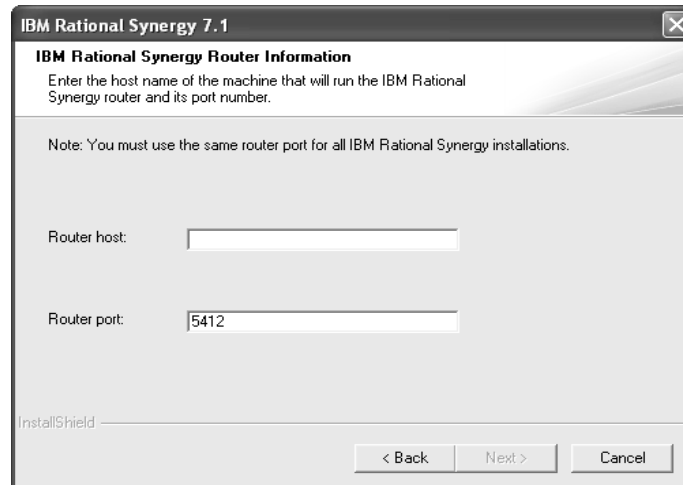 IBM Rational Synergy 7.1
IBM Rational Synergy Router Information
Enter the host name of the machine that will run the IBM Rational
Synergy router and its port number.
Note: You must use the same router port for all IBM Rational Synergy installations.
Router host:
Router port: 5412
InstallShield
< Back Next > Cancel